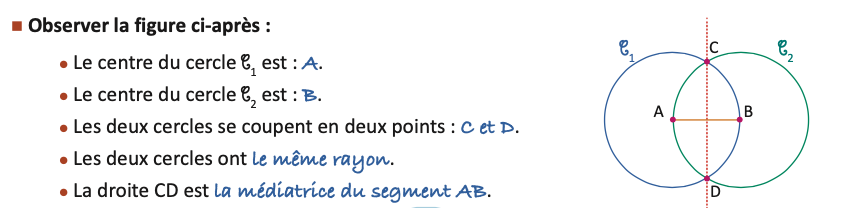 ■ Observer la figure ci-après :
• Le centre du cercle 𝒞₁ est : A.
• Le centre du cercle 𝒞₂ est : B.
• Les deux cercles se coupent en deux points : C et D.
• Les deux cercles ont le même rayon.
• La droite CD est la médiatrice du segment AB.
𝒞₁ C 𝒞₂
A B
D